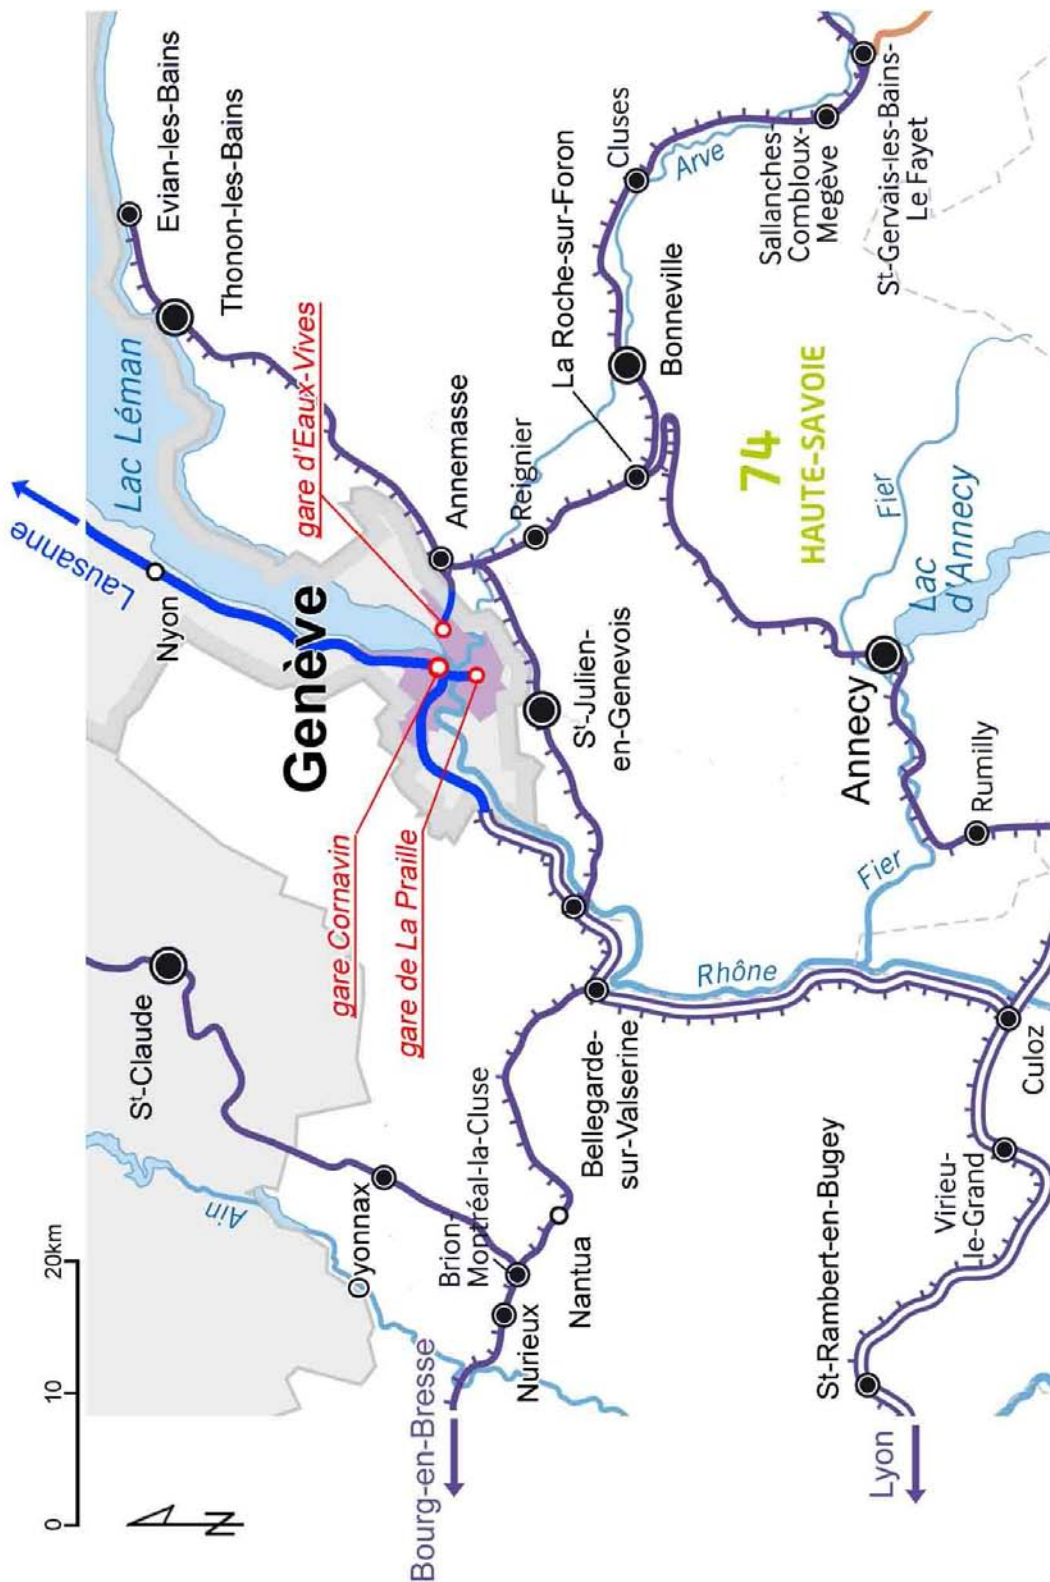 0
10
20km
N
Lausanne
Nyon
Lac Léman
Evian-les-Bains
Thonon-les-Bains
Genève
gare d'Eaux-Vives
gare Cornavin
gare de La Praille
Annemasse
Reignier
La Roche-sur-Foron
Bonneville
Cluses
Arve
Sallanches-
Combloux-
Megève
St-Gervais-les-Bains-
Le Fayet
74
HAUTE-SAVOIE
St-Julien-
en-Genevois
Fier
Lac
d'Annecy
Annecy
Rumilly
Fier
Rhône
St-Claude
Ain
Oyonnax
Brion-
Montréal-la-Cluse
Nurieux
Nantua
Bellegarde-
sur-Valserine
Bourg-en-Bresse
St-Rambert-en-Bugey
Virieu-
le-Grand
Culoz
Lyon